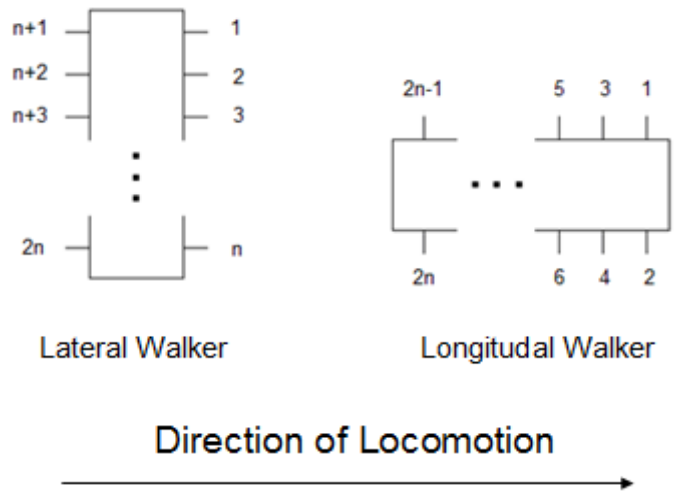 n+1 1
n+2 2
n+3 3
2n n
2n-1 5 3 1
2n 6 4 2
Lateral Walker
Longitudal Walker
Direction of Locomotion